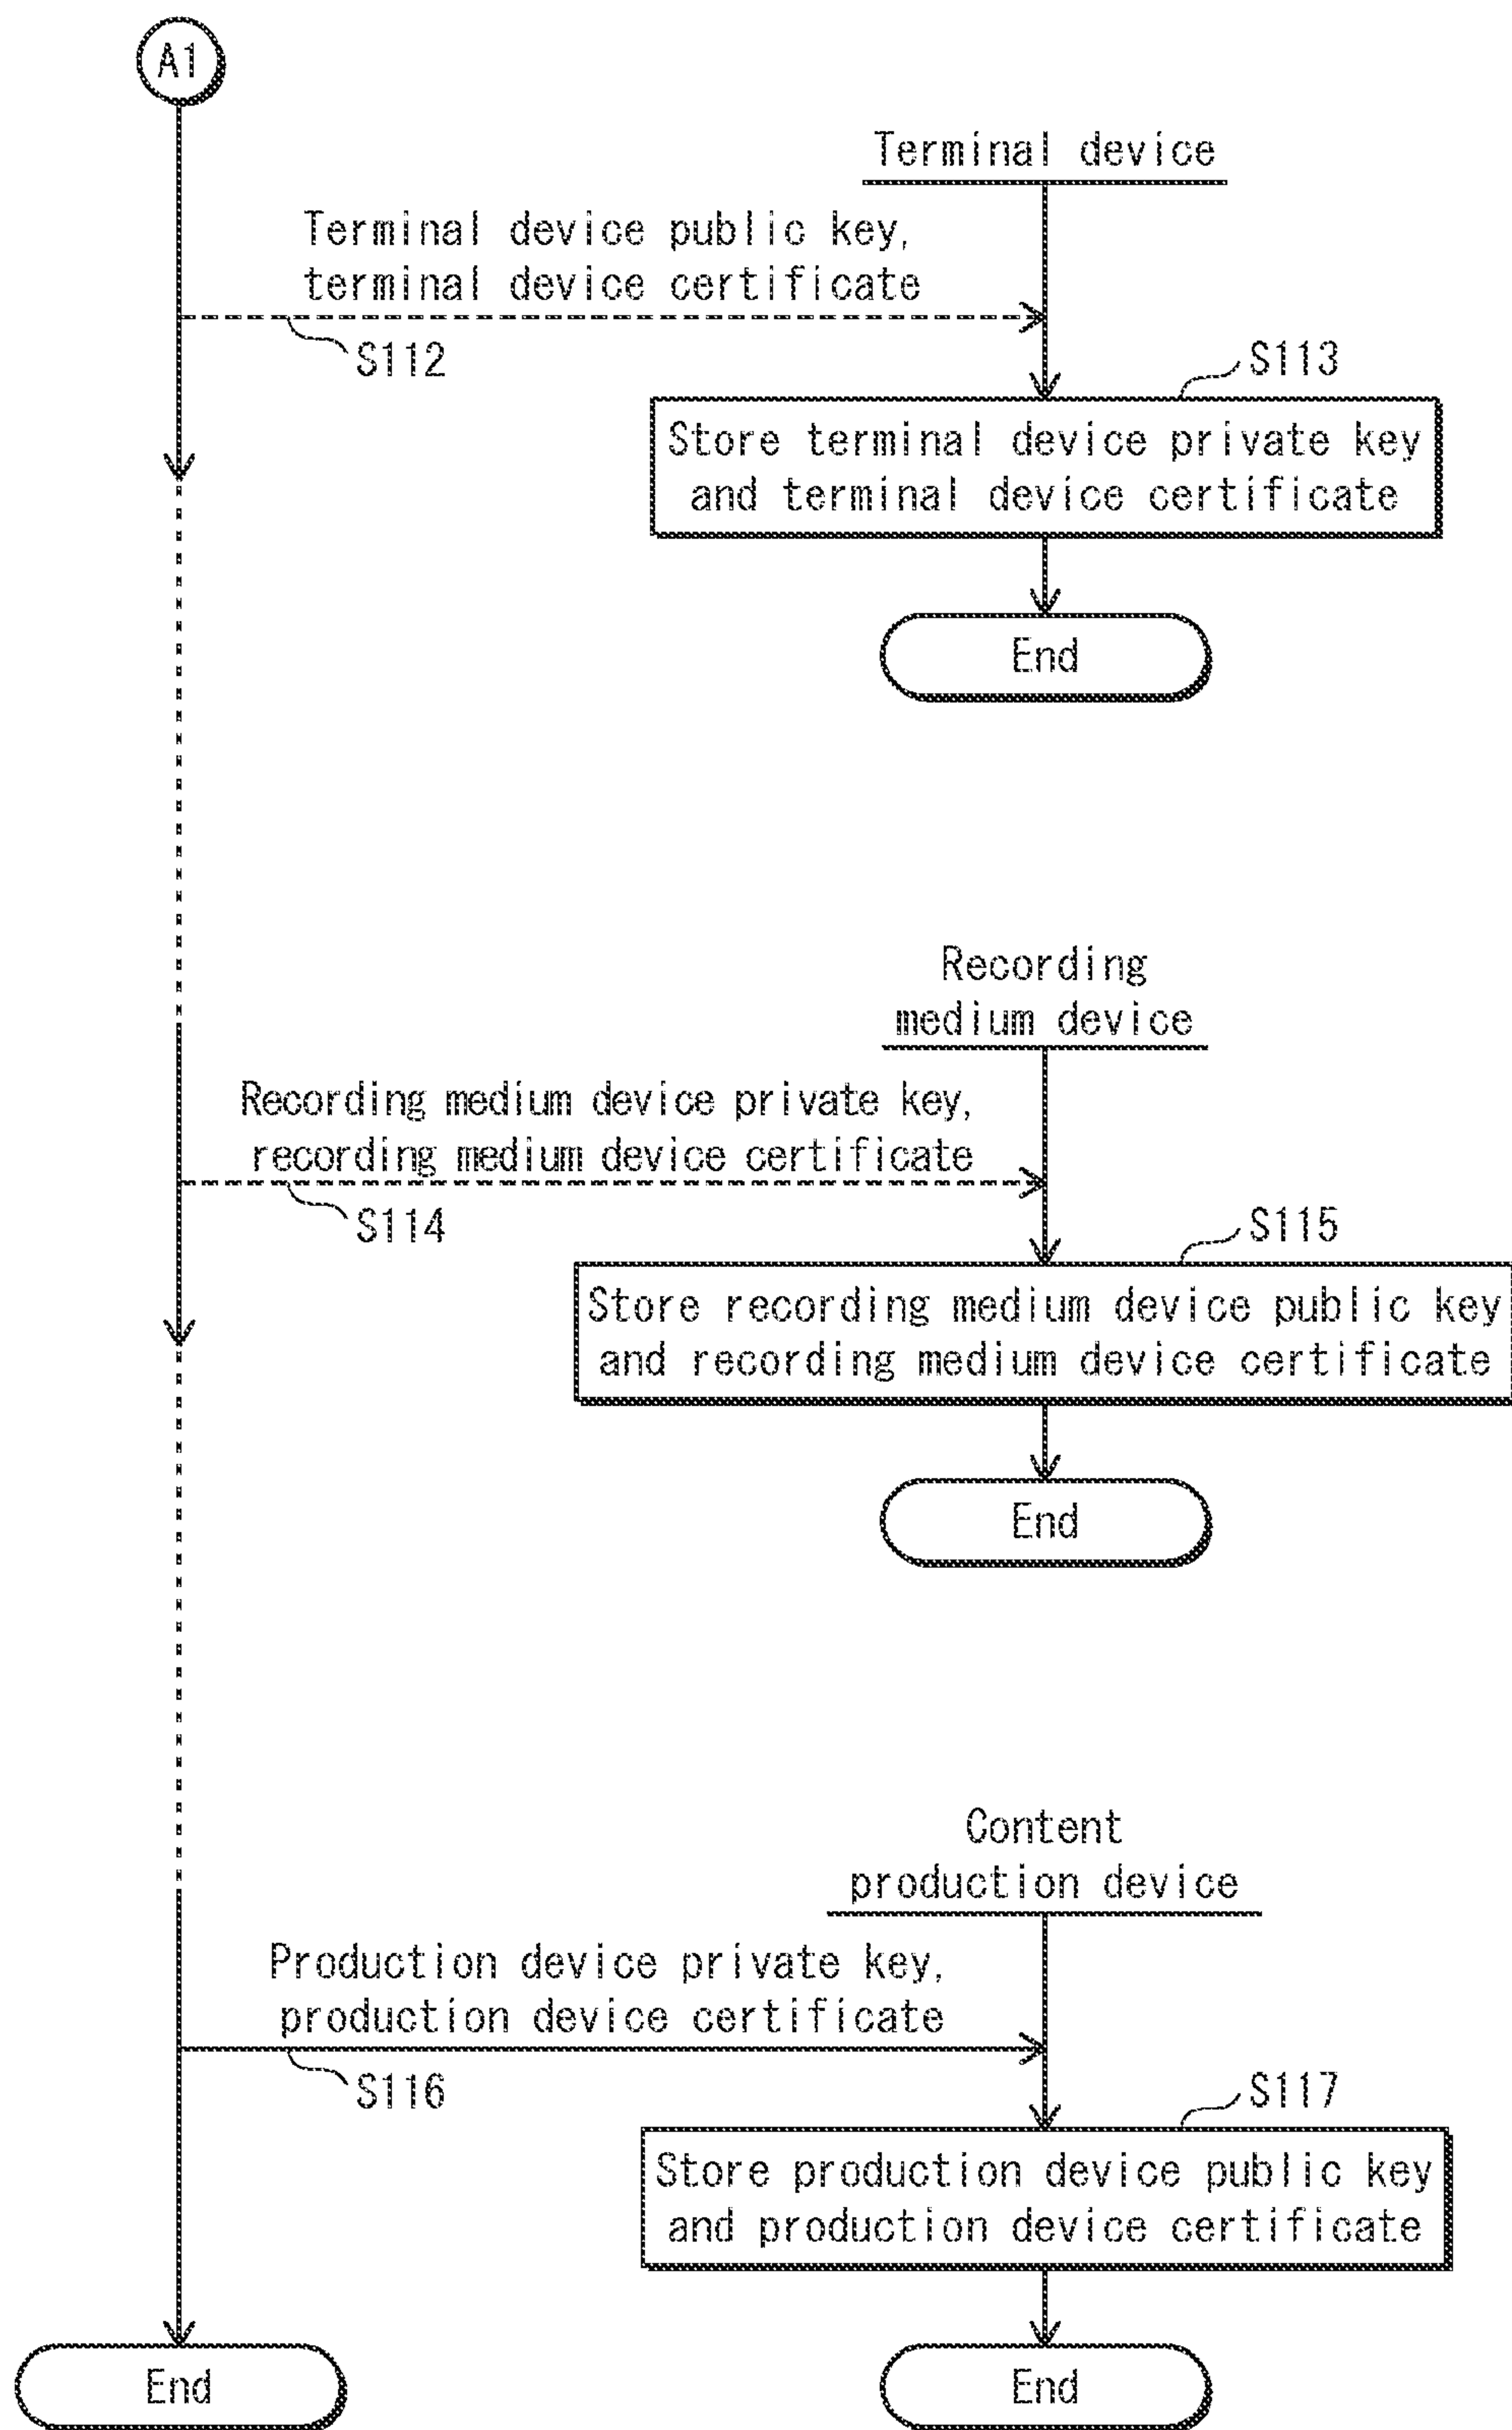 A1
Terminal device
Terminal device public key,
terminal device certificate
S112
S113
Store terminal device private key
and terminal device certificate
End
Recording
medium device
Recording medium device private key,
recording medium device certificate
S114
S115
Store recording medium device public key
and recording medium device certificate
End
Content
production device
Production device private key,
production device certificate
S116
S117
Store production device public key
and production device certificate
End
End